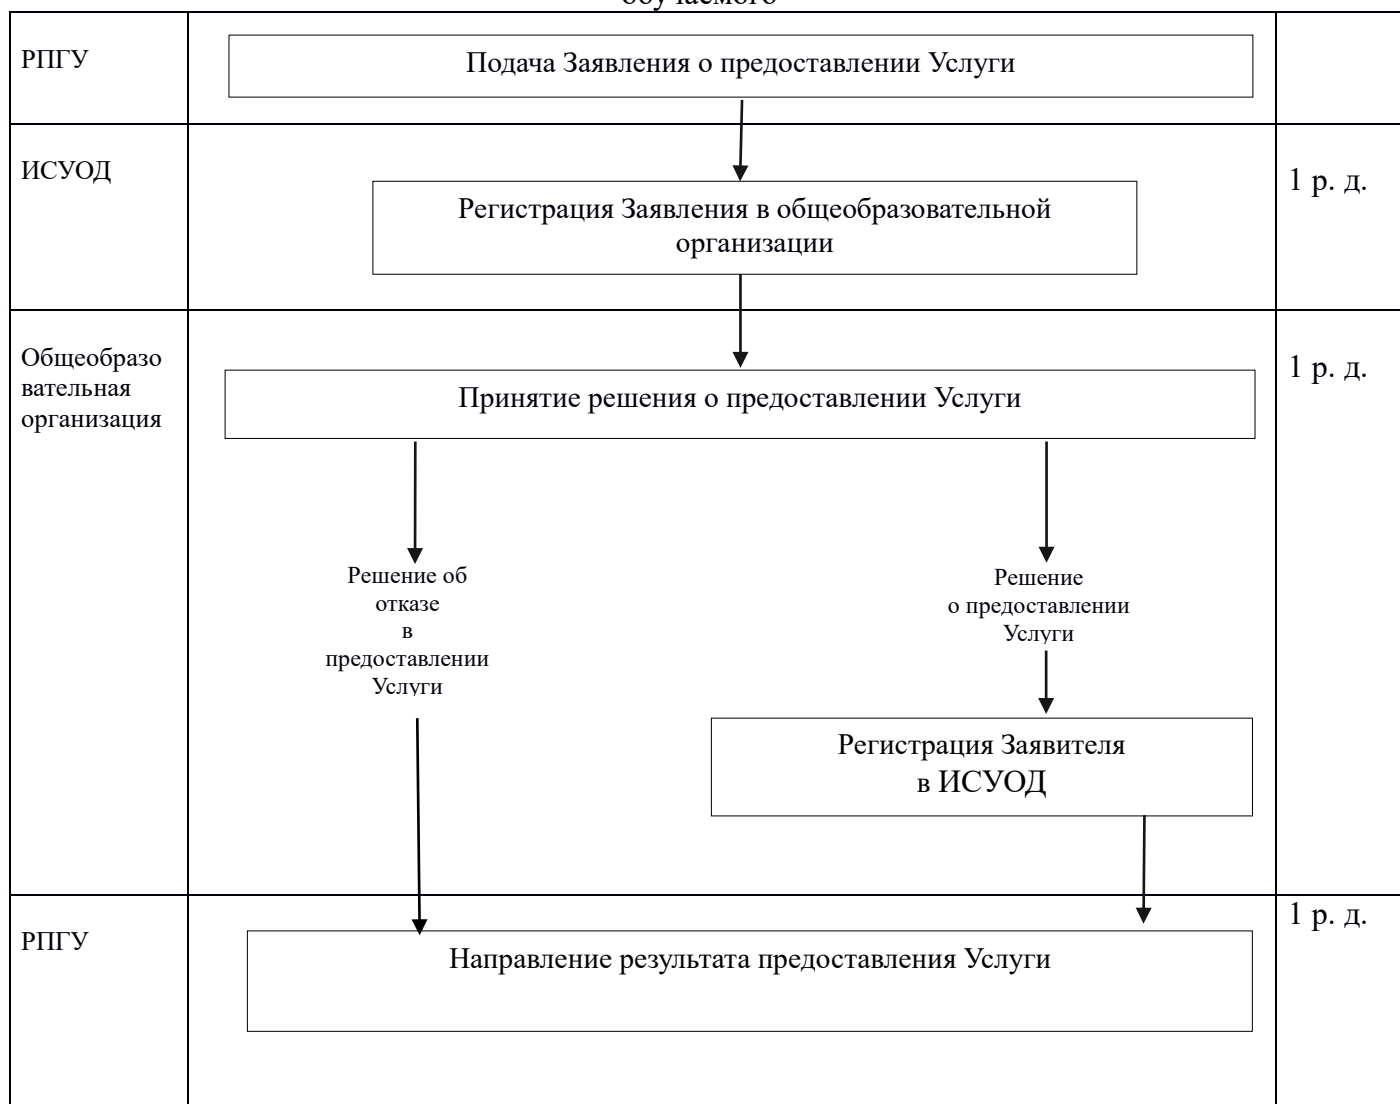 обучаемого
РПГУ
Подача Заявления о предоставлении Услуги
ИСУОД
Регистрация Заявления в общеобразовательной
организации
1 р. д.
Общеобразо
вательная
организация
Принятие решения о предоставлении Услуги
1 р. д.
Решение об
отказе
в
предоставлении
Услуги
Решение
о предоставлении
Услуги
Регистрация Заявителя
в ИСУОД
РПГУ
Направление результата предоставления Услуги
1 р. д.